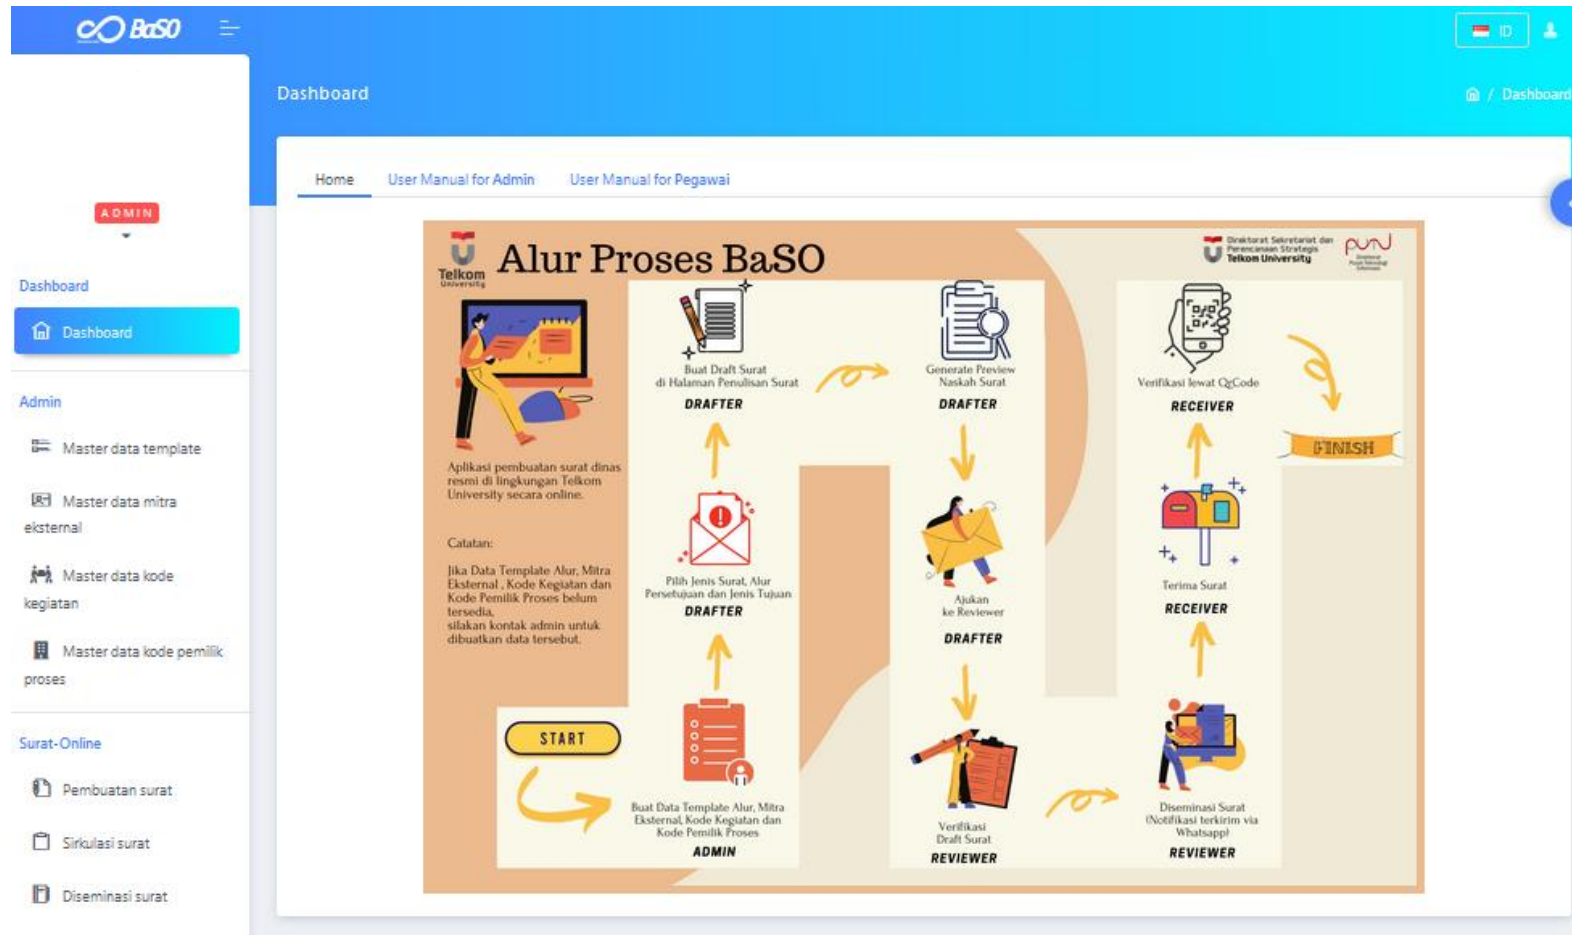 BaSO
ID
Dashboard
/ Dashboard
Home
User Manual for Admin
User Manual for Pegawai
ADMIN
Dashboard
Dashboard
Admin
Master data template
Master data mitra
eksternal
Master data kode
kegiatan
Master data kode pemilik
proses
Surat-Online
Pembuatan surat
Sirkulasi surat
Diseminasi surat
Telkom
University
Alur Proses BaSO
Direktorat Sekretariat dan
Perencanaan Strategis
Telkom University
Aplikasi pembuatan surat dinas
resmi di lingkungan Telkom
University secara online.
Catatan:
Jika Data Template Alur, Mitra
Eksternal , Kode Kegiatan dan
Kode Pemilik Proses belum
tersedia,
silakan kontak admin untuk
dibuatkan data tersebut.
START
Buat Data Template Alur, Mitra
Eksternal, Kode Kegiatan dan
Kode Pemilik Proses
ADMIN
Pilih Jenis Surat, Alur
Persetujuan dan Jenis Tujuan
DRAFTER
Buat Draft Surat
di Halaman Penulisan Surat
DRAFTER
Generate Preview
Naskah Surat
DRAFTER
Ajukan
ke Reviewer
DRAFTER
Verifikasi
Draft Surat
REVIEWER
Diseminasi Surat
(Notifikasi terkirim via
Whatsapp)
REVIEWER
Terima Surat
RECEIVER
Verifikasi lewat QgCode
RECEIVER
FINISH